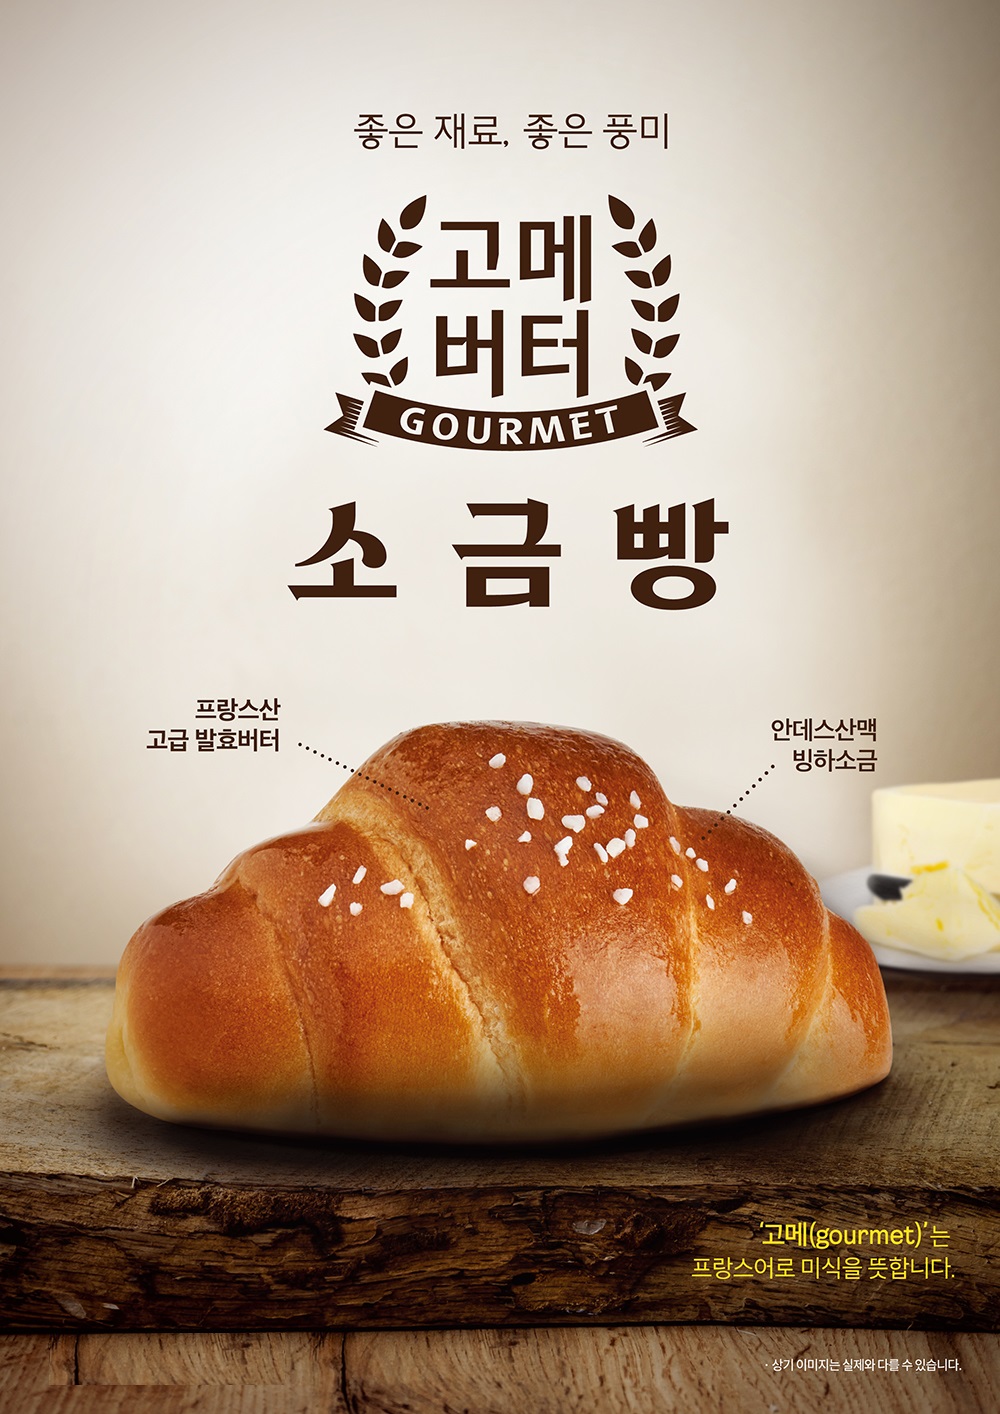 좋은 재료, 좋은 풍미
고메
버터
GOURMET
소금빵
프랑스산
고급 발효버터
안데스산맥
빙하소금
‘고메(gourmet)’는
프랑스어로 미식을 뜻합니다.
· 상기 이미지는 실제와 다를 수 있습니다.